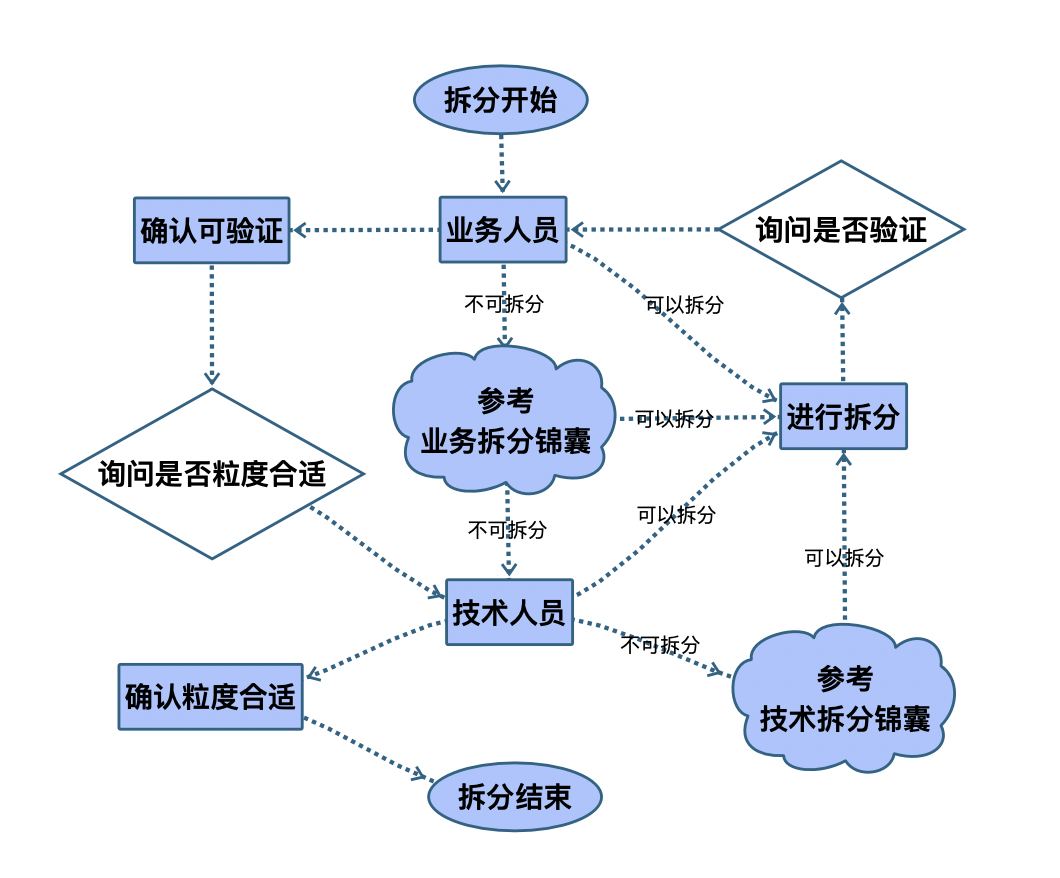 拆分开始
确认可验证
业务人员
询问是否验证
不可拆分
可以拆分
参考
业务拆分锦囊
可以拆分
进行拆分
询问是否粒度合适
不可拆分
可以拆分
可以拆分
技术人员
不可拆分
确认粒度合适
参考
技术拆分锦囊
拆分结束